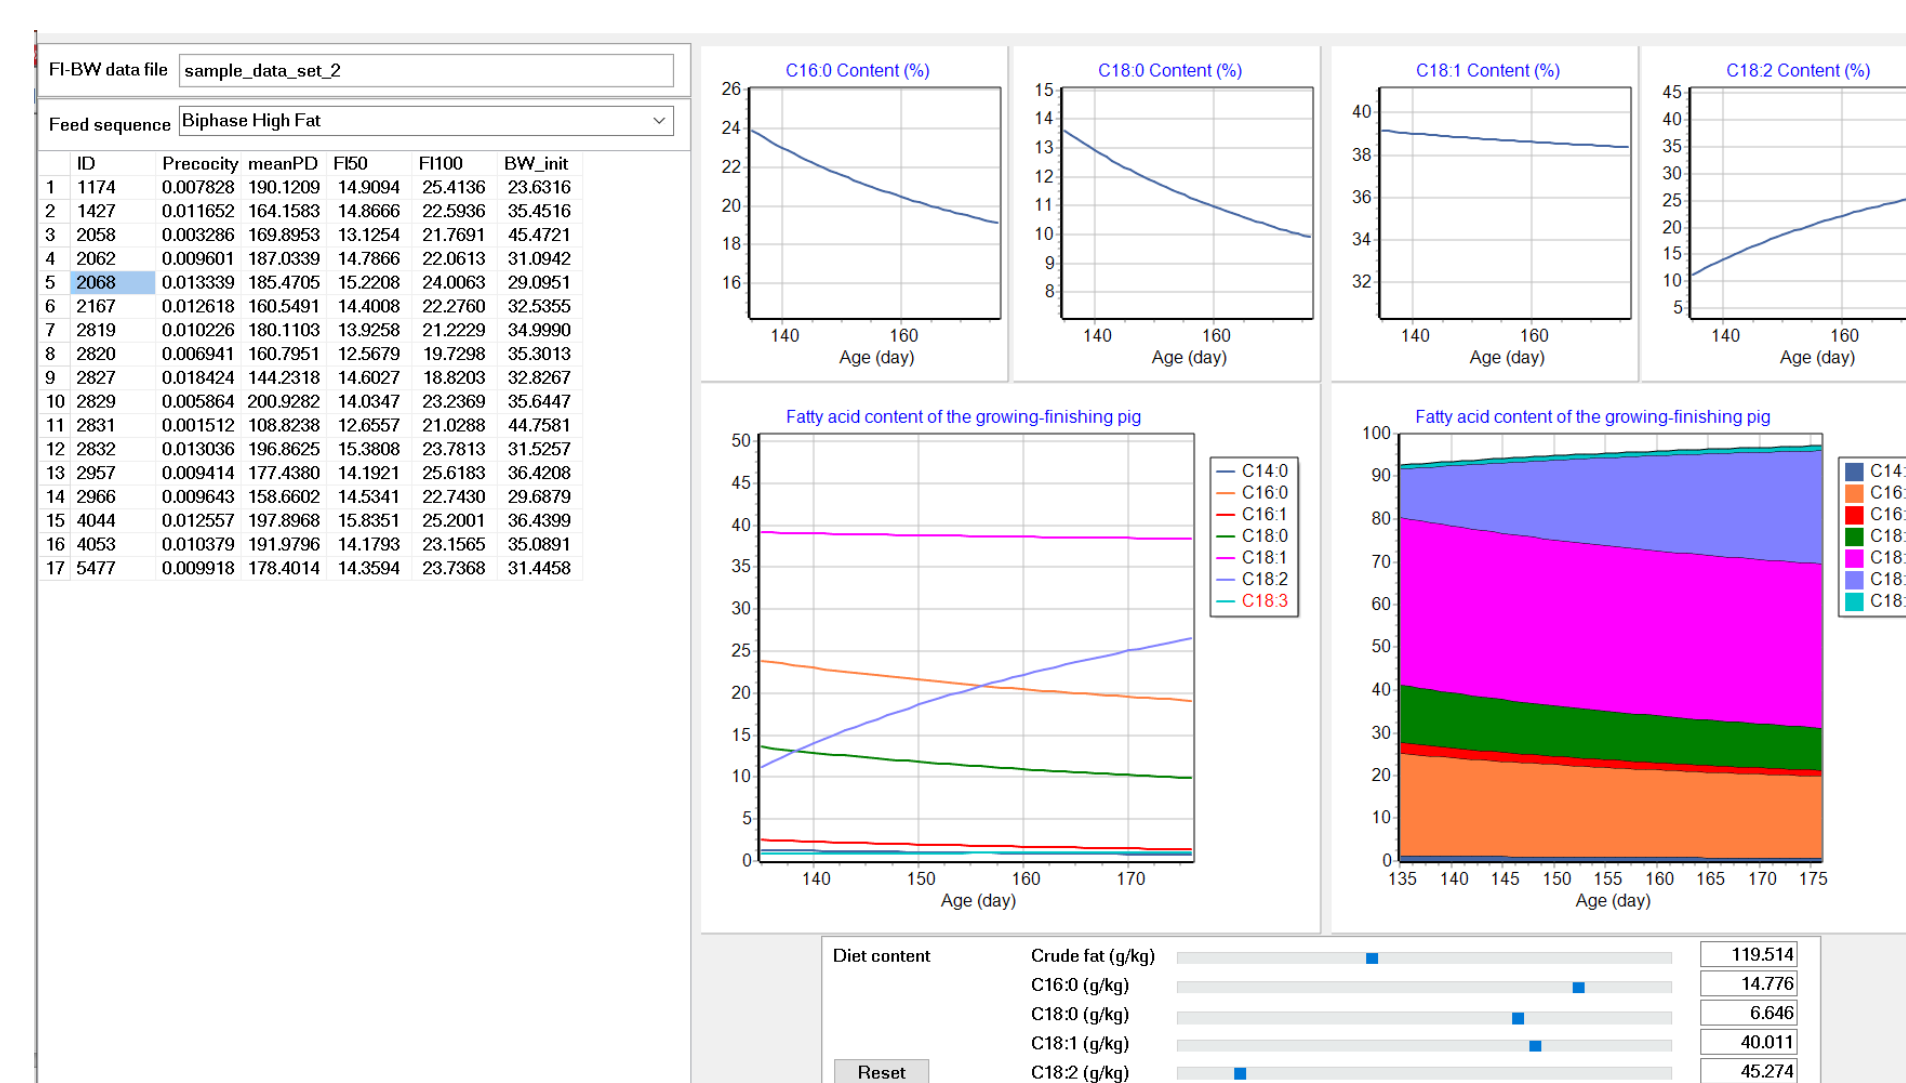 FI-BW data file sample_data_set_2
Feed sequence Biphase High Fat
ID Precocity meanPD FI50 FI100 BW_init
1 1174 0.007828 190.1209 14.9094 25.4136 23.6316
2 1427 0.011652 164.1583 14.8666 22.5936 35.4516
3 2058 0.003286 169.8953 13.1254 21.7691 45.4721
4 2062 0.009601 187.0339 14.7866 22.0613 31.0942
5 2068 0.013339 185.4705 15.2208 24.0063 29.0951
6 2167 0.012618 160.5491 14.4008 22.2760 32.5355
7 2819 0.010226 180.1103 13.9258 21.2229 34.9990
8 2820 0.006941 160.7951 12.5679 19.7298 35.3013
9 2827 0.018424 144.2318 14.6027 18.8203 32.8267
10 2829 0.005864 200.9282 14.0347 23.2369 35.6447
11 2831 0.001512 108.8238 12.6557 21.0288 44.7581
12 2832 0.013036 196.8625 15.3808 23.7813 31.5257
13 2957 0.009414 177.4380 14.1921 25.6183 36.4208
14 2966 0.009643 158.6602 14.5341 22.7430 29.6879
15 4044 0.012557 197.8968 15.8351 25.2001 36.4399
16 4053 0.010379 191.9796 14.1793 23.1565 35.0891
17 5477 0.009918 178.4014 14.3594 23.7368 31.4458
C16:0 Content (%)
26
24
22
20
18
16
140 160
Age (day)
C18:0 Content (%)
15
14
13
12
11
10
9
8
140 160
Age (day)
C18:1 Content (%)
40
38
36
34
32
140 160
Age (day)
C18:2 Content (%)
45
40
35
30
25
20
15
10
5
140 160
Age (day)
Fatty acid content of the growing-finishing pig
50
45
40
35
30
25
20
15
10
5
0
140 150 160 170
Age (day)
C14:0
C16:0
C16:1
C18:0
C18:1
C18:2
C18:3
Fatty acid content of the growing-finishing pig
100
90
80
70
60
50
40
30
20
10
0
135 140 145 150 155 160 165 170 175
Age (day)
C14:
C16:
C16:
C18:
C18:
C18:
C18:
Diet content
Crude fat (g/kg) 119.514
C16:0 (g/kg) 14.776
C18:0 (g/kg) 6.646
C18:1 (g/kg) 40.011
Reset C18:2 (g/kg) 45.274